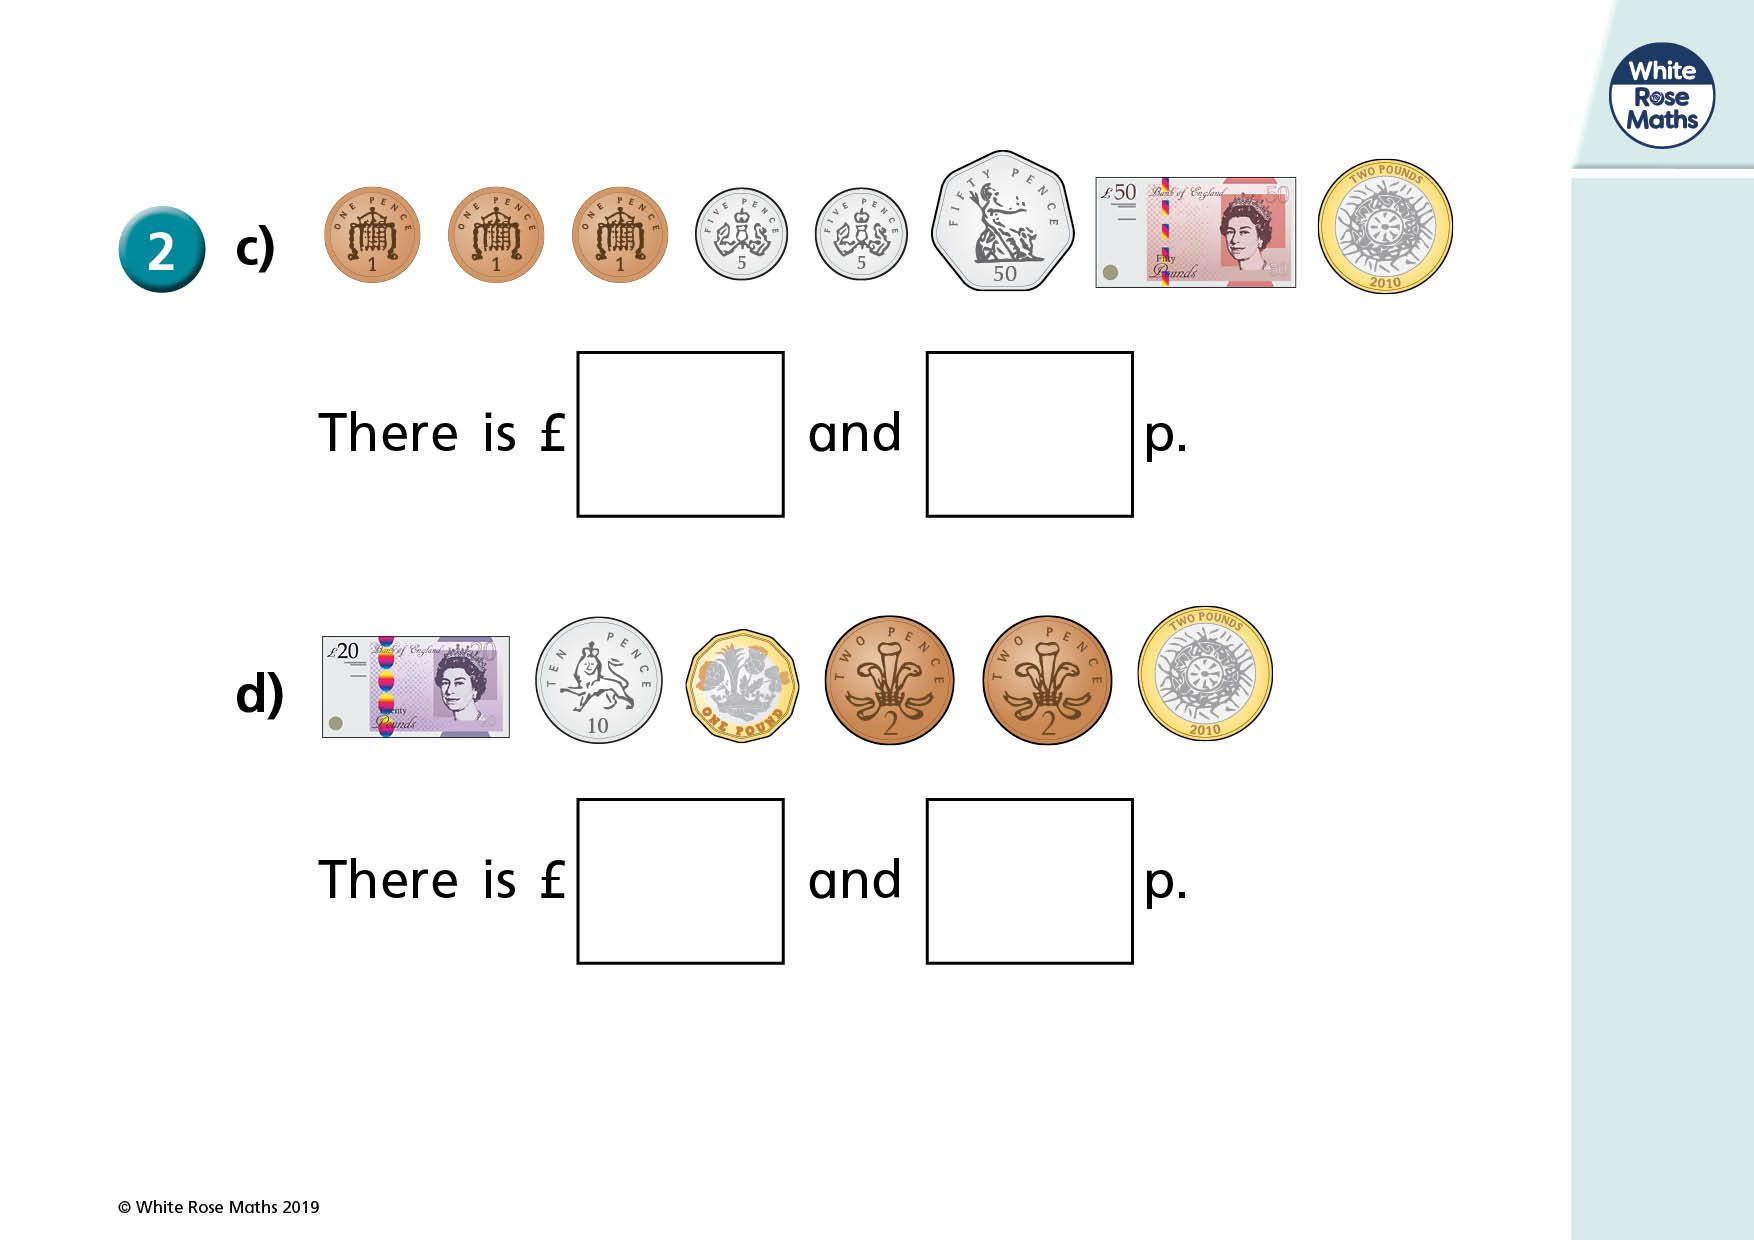 White
Rose
Maths
2 c)
ONE PENCE 1
ONE PENCE 1
ONE PENCE 1
FIVE PENCE 5
FIVE PENCE 5
FIFTY PENCE 50
£50 Bank of England 50
Fifty
Pounds
TWO POUNDS 2010
There is £ and p.
d)
£20 Bank of England 20
Twenty
Pounds
TEN PENCE 10
ONE POUND
TWO PENCE 2
TWO PENCE 2
TWO POUNDS 2010
There is £ and p.
© White Rose Maths 2019